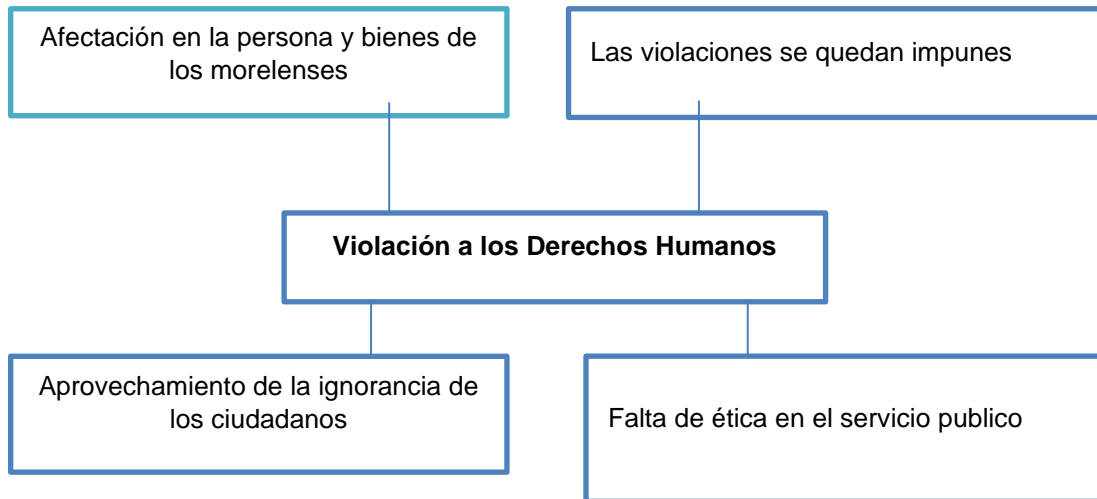 Afectación en la persona y bienes de
los morelenses
Las violaciones se quedan impunes
Violación a los Derechos Humanos
Aprovechamiento de la ignorancia de
los ciudadanos
Falta de ética en el servicio publico